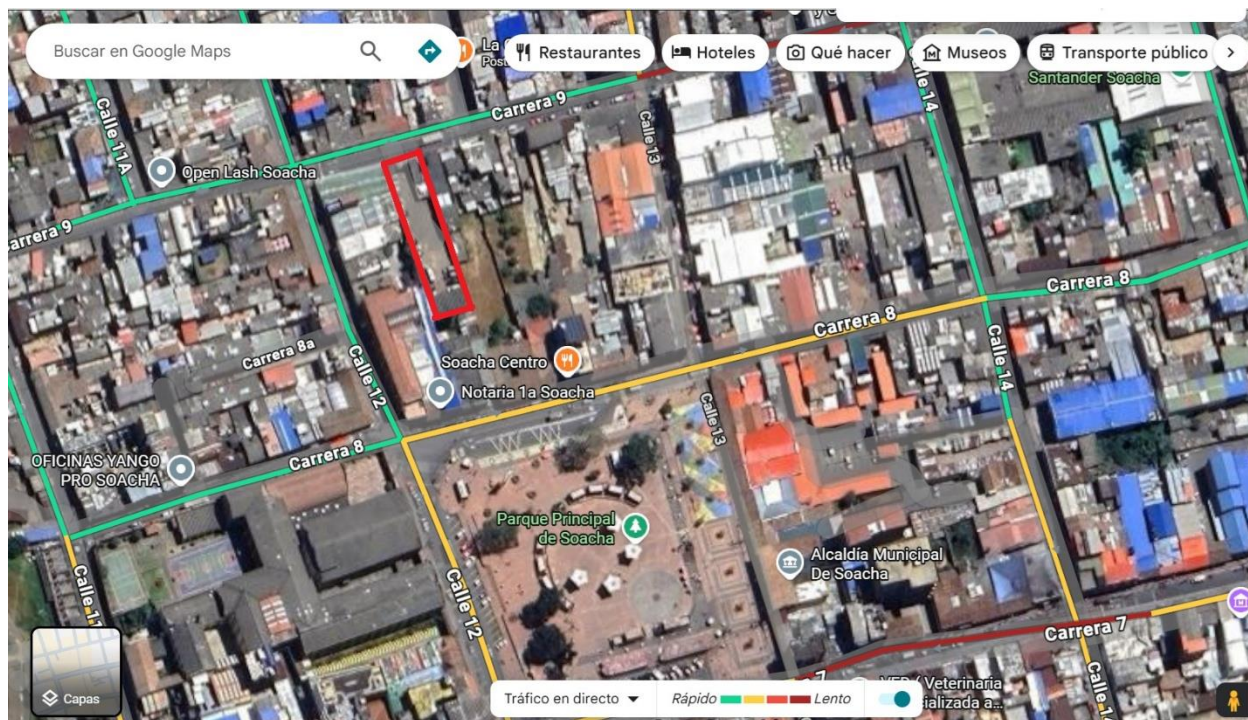 Buscar en Google Maps
Restaurantes
Hoteles
Qué hacer
Museos
Transporte público
Santander Soacha
Calle 11A
Carrera 9
Calle 13
Open Lash Soacha
Carrera 9
Carrera 8
Carrera 8
Carrera 8a
Soacha Centro
Calle 12
Notaria 1a Soacha
Calle 14
Calle 13
OFICINAS YANGO
PRO SOACHA
Carrera 8
Parque Principal
de Soacha
Alcaldía Municipal
De Soacha
Calle 12
Carrera 7
Capas
Tráfico en directo
Rápido
Lento
Veterinaria